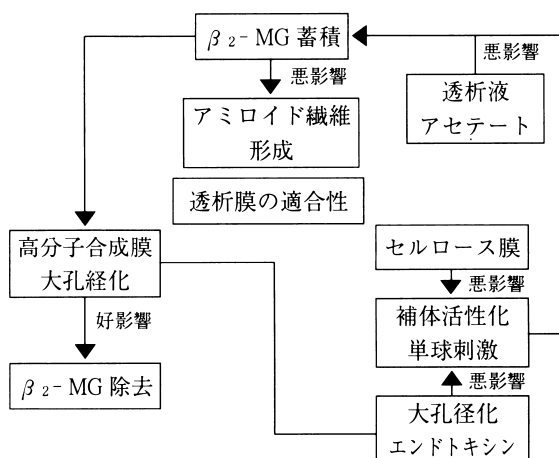 β₂-MG 蓄積
悪影響
悪影響
透析液
アセテート
アミロイド繊維
形成
透析膜の適合性
高分子合成膜
大孔経化
セルロース膜
悪影響
好影響
補体活性化
単球刺激
β₂-MG 除去
悪影響
大孔径化
エンドトキシン